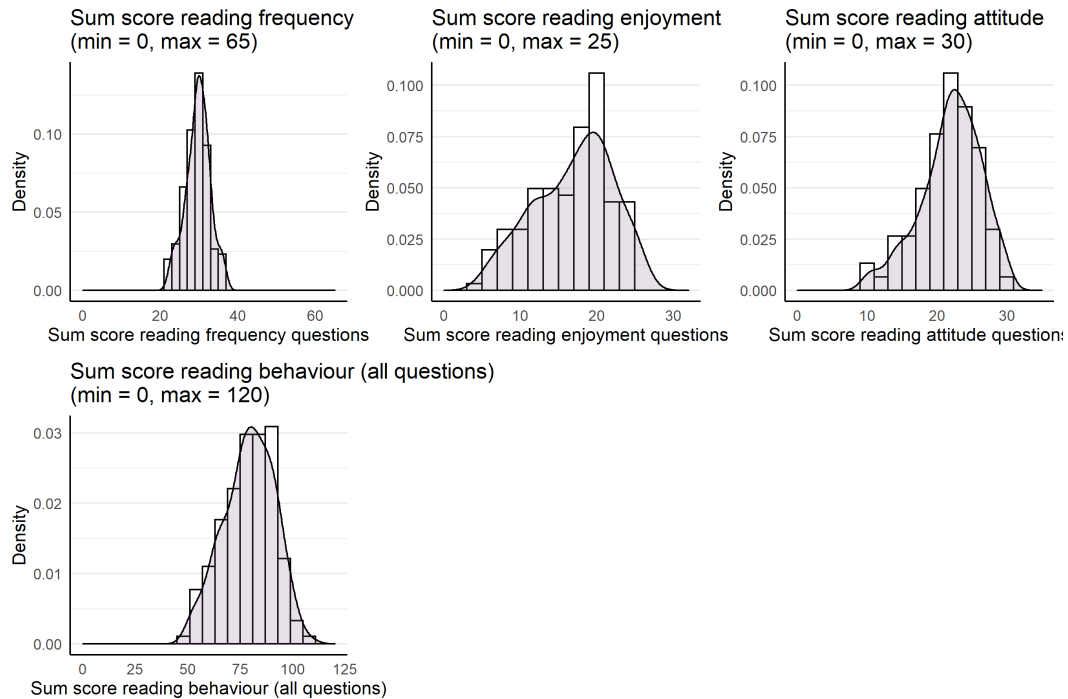 Sum score reading frequency
(min = 0, max = 65)
0.10
0.05
0.00
Density
0 20 40 60
Sum score reading frequency questions
Sum score reading enjoyment
(min = 0, max = 25)
0.100
0.075
0.050
0.025
0.000
Density
0 10 20 30
Sum score reading enjoyment questions
Sum score reading attitude
(min = 0, max = 30)
0.100
0.075
0.050
0.025
0.000
Density
0 10 20 30
Sum score reading attitude questions
Sum score reading behaviour (all questions)
(min = 0, max = 120)
0.03
0.02
0.01
0.00
Density
0 25 50 75 100 125
Sum score reading behaviour (all questions)